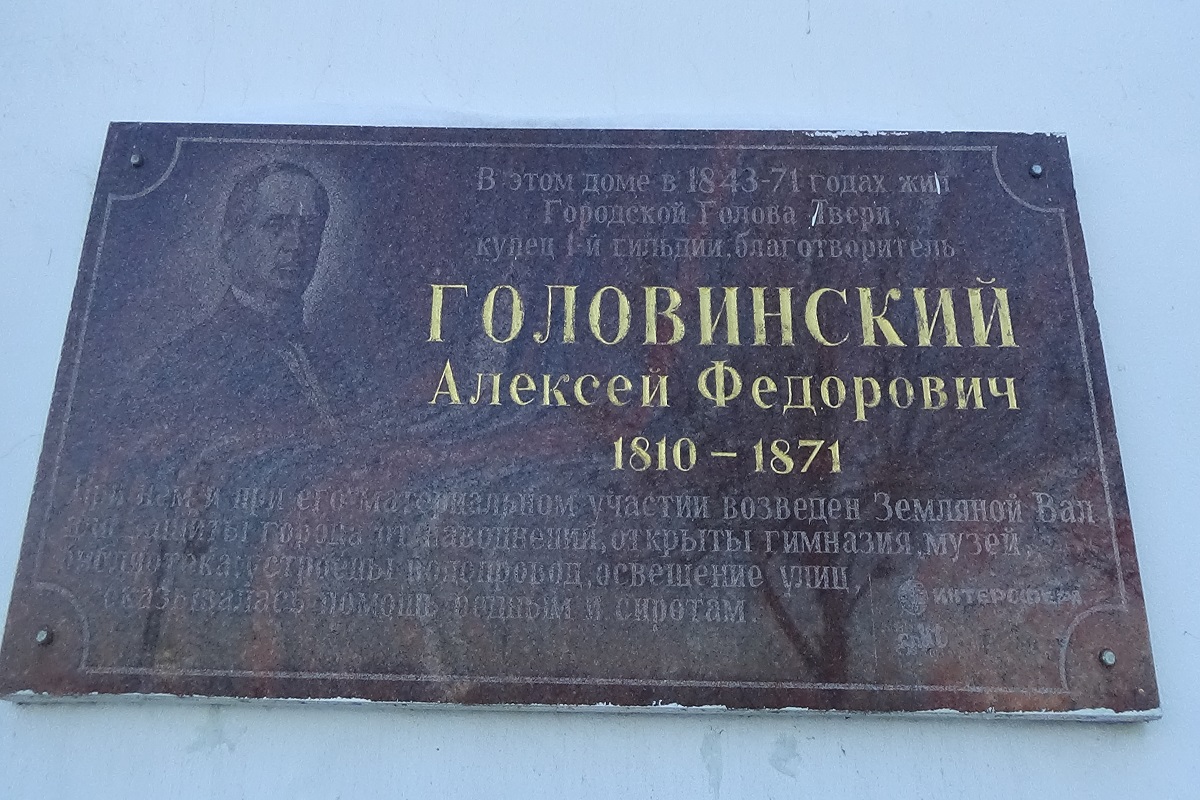 В этом доме в 1843-71 годах жил
Городской Голова Твери,
купец 1-й гильдии, благотворитель
ГОЛОВИНСКИЙ
Алексей Федорович
1810 – 1871
При нем и при его материальном участии возведен Земляной Вал
для защиты города от наводнений, открыты гимназия, музей,
библиотека, устроены водопровод, освещение улиц,
оказывалась помощь бедным и сиротам.